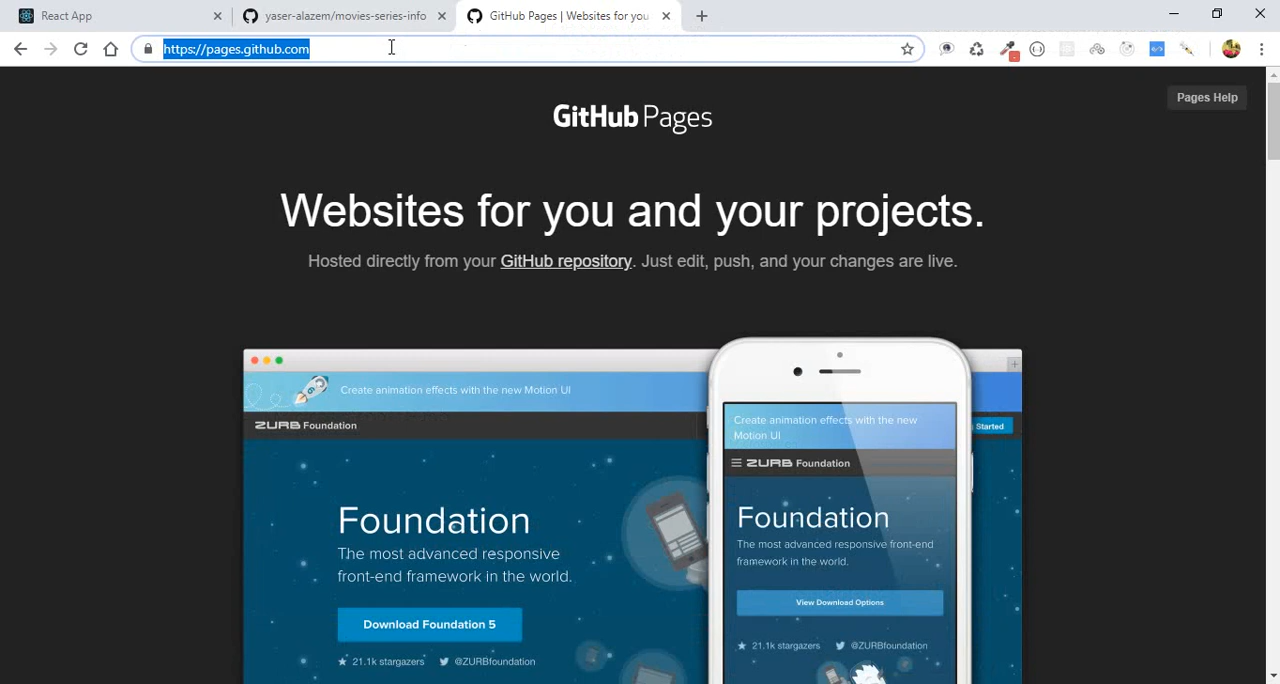 React App
yaser-alazem/movies-series-info
GitHub Pages | Websites for you
https://pages.github.com
Pages Help
GitHub Pages
Websites for you and your projects.
Hosted directly from your GitHub repository. Just edit, push, and your changes are live.
Create animation effects with the new Motion UI
ZURB Foundation
Started
Foundation
The most advanced responsive
front-end framework in the world.
Download Foundation 5
21.1k stargazers @ZURBfoundation
Create animation effects with the new
Motion UI
ZURB Foundation
Foundation
The most advanced responsive front-end
framework in the world.
View Download Options
21.1k stargazers @ZURBfoundation